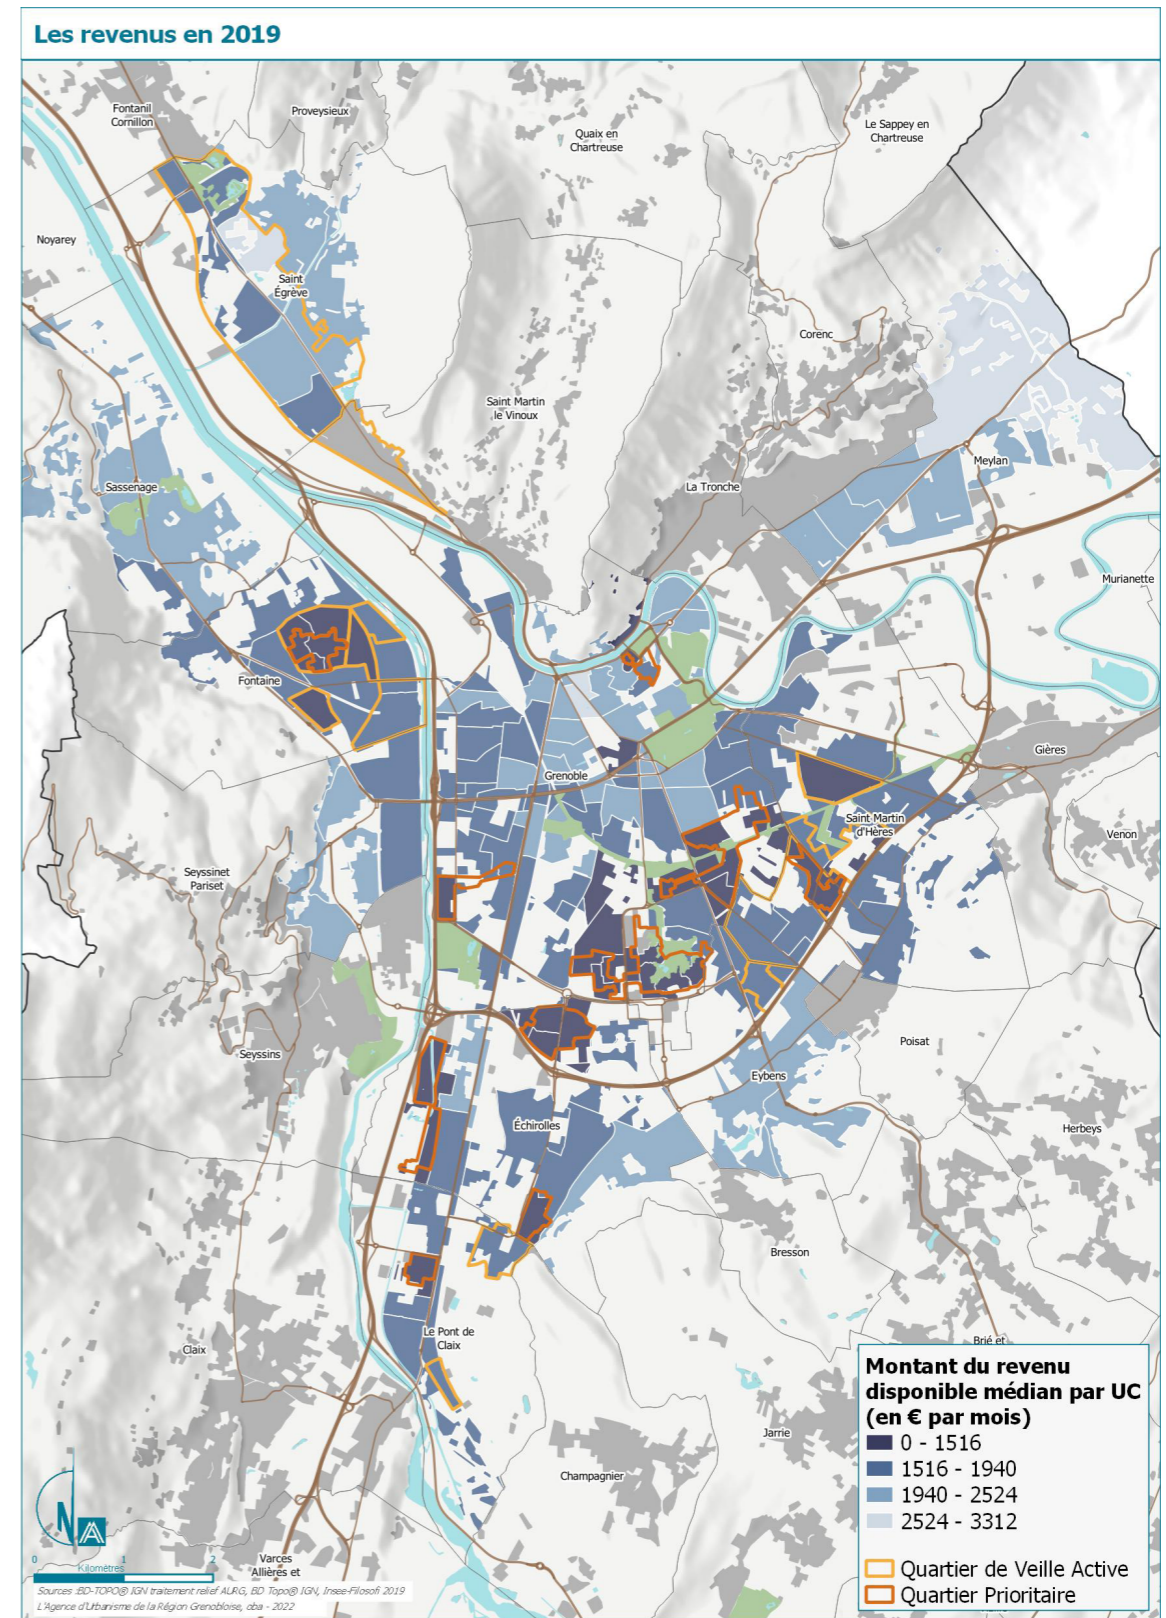 Les revenus en 2019
Fontanil
Cornillon
Proveysieux
Quaix en
Chartreuse
Le Sappey en
Chartreuse
Noyarey
Saint
Égrève
Corenc
Saint Martin
le Vinoux
Meylan
La Tronche
Sassenage
Murianette
Fontaine
Gières
Grenoble
Saint Martin
d'Hères
Venon
Seyssinet
Pariset
Poisat
Seyssins
Eybens
Échirolles
Herbeys
Bresson
Le Pont de
Claix
Claix
Brié et
Jarrie
Champagnier
Varces
Allières et
Montant du revenu
disponible médian par UC
(en € par mois)
0 - 1516
1516 - 1940
1940 - 2524
2524 - 3312
Quartier de Veille Active
Quartier Prioritaire
N
0 1 2
Kilomètres
Sources :BD-TOPO® IGN traitement relief AURG, BD Topo® IGN, Insee-Filosofi 2019
L'Agence d'Urbanisme de la Région Grenobloise, oba - 2022